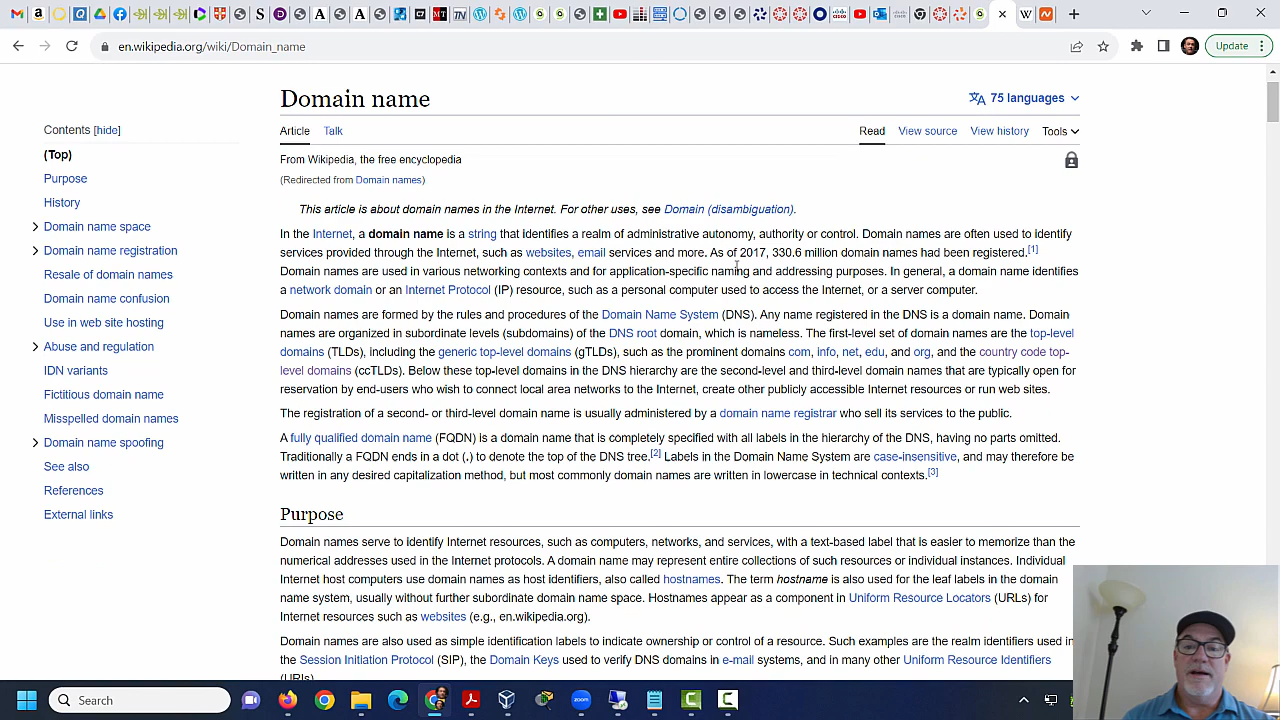 en.wikipedia.org/wiki/Domain_name
Update
Domain name
75 languages
Contents [hide]
(Top)
Purpose
History
Domain name space
Domain name registration
Resale of domain names
Domain name confusion
Use in web site hosting
Abuse and regulation
IDN variants
Fictitious domain name
Misspelled domain names
Domain name spoofing
See also
References
External links
Article Talk Read View source View history Tools
From Wikipedia, the free encyclopedia
(Redirected from Domain names)
This article is about domain names in the Internet. For other uses, see Domain (disambiguation).
In the Internet, a domain name is a string that identifies a realm of administrative autonomy, authority or control. Domain names are often used to identify
services provided through the Internet, such as websites, email services and more. As of 2017, 330.6 million domain names had been registered.[1]
Domain names are used in various networking contexts and for application-specific naming and addressing purposes. In general, a domain name identifies
a network domain or an Internet Protocol (IP) resource, such as a personal computer used to access the Internet, or a server computer.
Domain names are formed by the rules and procedures of the Domain Name System (DNS). Any name registered in the DNS is a domain name. Domain
names are organized in subordinate levels (subdomains) of the DNS root domain, which is nameless. The first-level set of domain names are the top-level
domains (TLDs), including the generic top-level domains (gTLDs), such as the prominent domains com, info, net, edu, and org, and the country code top-
level domains (ccTLDs). Below these top-level domains in the DNS hierarchy are the second-level and third-level domain names that are typically open for
reservation by end-users who wish to connect local area networks to the Internet, create other publicly accessible Internet resources or run web sites.
The registration of a second- or third-level domain name is usually administered by a domain name registrar who sell its services to the public.
A fully qualified domain name (FQDN) is a domain name that is completely specified with all labels in the hierarchy of the DNS, having no parts omitted.
Traditionally a FQDN ends in a dot (.) to denote the top of the DNS tree.[2] Labels in the Domain Name System are case-insensitive, and may therefore be
written in any desired capitalization method, but most commonly domain names are written in lowercase in technical contexts.[3]
Purpose
Domain names serve to identify Internet resources, such as computers, networks, and services, with a text-based label that is easier to memorize than the
numerical addresses used in the Internet protocols. A domain name may represent entire collections of such resources or individual instances. Individual
Internet host computers use domain names as host identifiers, also called hostnames. The term hostname is also used for the leaf labels in the domain
name system, usually without further subordinate domain name space. Hostnames appear as a component in Uniform Resource Locators (URLs) for
Internet resources such as websites (e.g., en.wikipedia.org).
Domain names are also used as simple identification labels to indicate ownership or control of a resource. Such examples are the realm identifiers used in
the Session Initiation Protocol (SIP), the Domain Keys used to verify DNS domains in e-mail systems, and in many other Uniform Resource Identifiers
(URIs)
Search